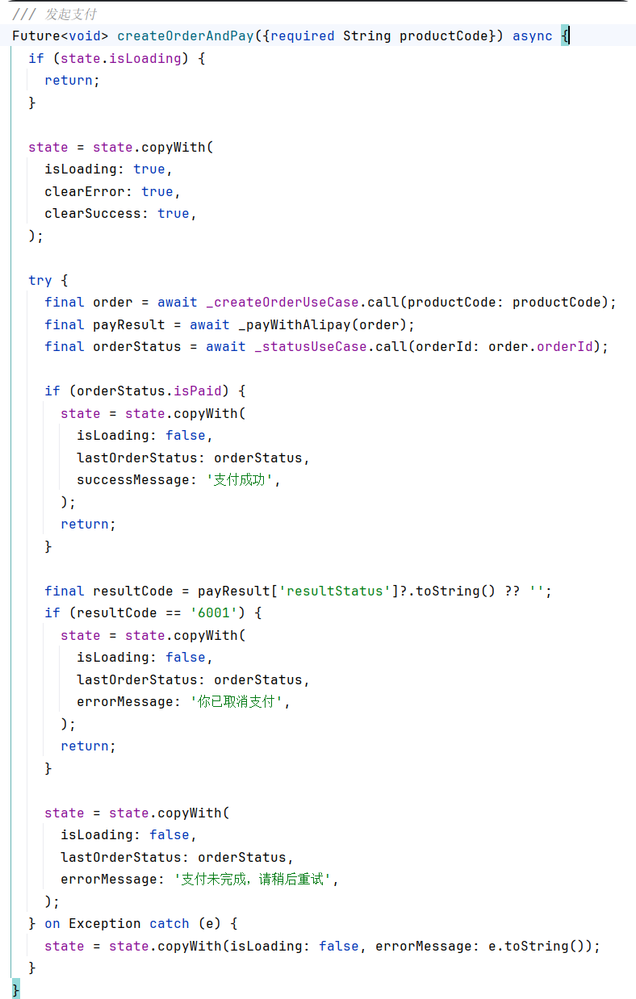 /// 发起支付
Future<void> createOrderAndPay({required String productCode}) async {
  if (state.isLoading) {
    return;
  }

  state = state.copyWith(
    isLoading: true,
    clearError: true,
    clearSuccess: true,
  );

  try {
    final order = await _createOrderUseCase.call(productCode: productCode);
    final payResult = await _payWithAlipay(order);
    final orderStatus = await _statusUseCase.call(orderId: order.orderId);

    if (orderStatus.isPaid) {
      state = state.copyWith(
        isLoading: false,
        lastOrderStatus: orderStatus,
        successMessage: '支付成功',
      );
      return;
    }

    final resultCode = payResult['resultStatus']?.toString() ?? '';
    if (resultCode == '6001') {
      state = state.copyWith(
        isLoading: false,
        lastOrderStatus: orderStatus,
        errorMessage: '你已取消支付',
      );
      return;
    }

    state = state.copyWith(
      isLoading: false,
      lastOrderStatus: orderStatus,
      errorMessage: '支付未完成，请稍后重试',
    );
  } on Exception catch (e) {
    state = state.copyWith(isLoading: false, errorMessage: e.toString());
  }
}